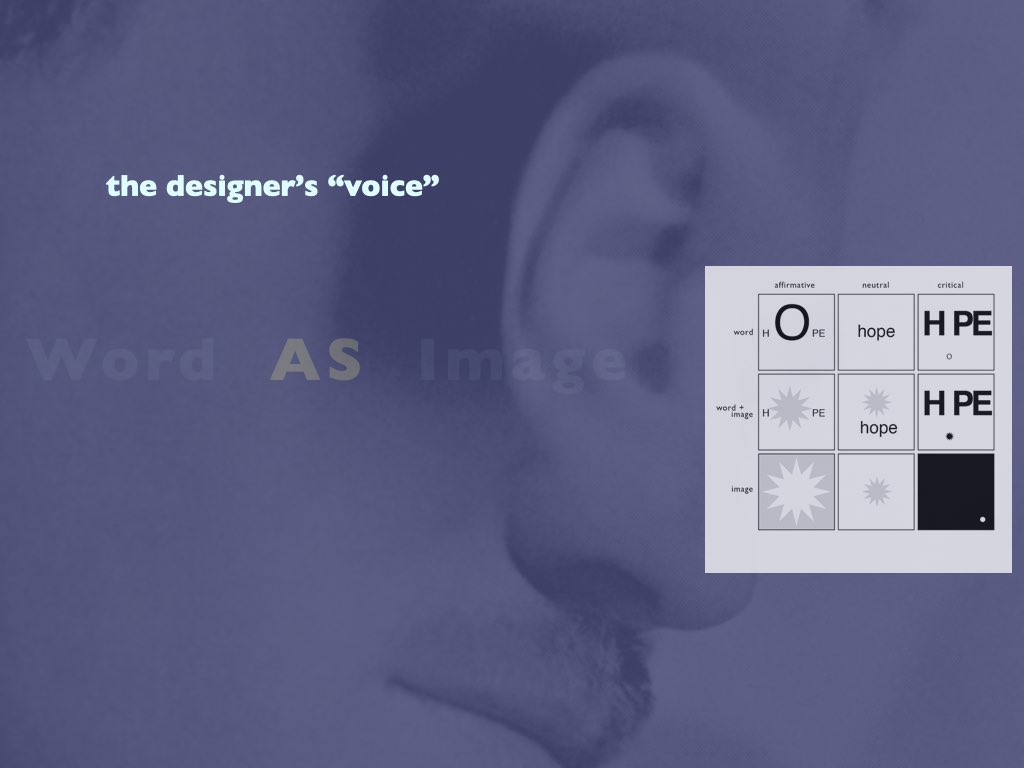 the designer’s “voice”
Word AS Image
affirmative neutral critical
word
H O PE
hope
H PE
O
word +
image
H PE
hope
H PE
image